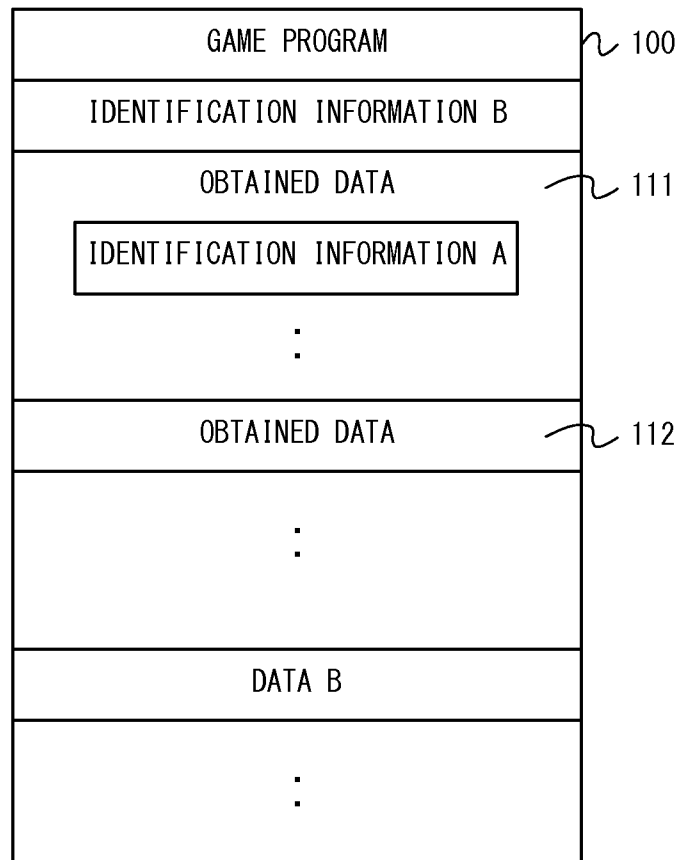 GAME PROGRAM 100
IDENTIFICATION INFORMATION B
OBTAINED DATA 111
IDENTIFICATION INFORMATION A
:
OBTAINED DATA 112
:
DATA B
: